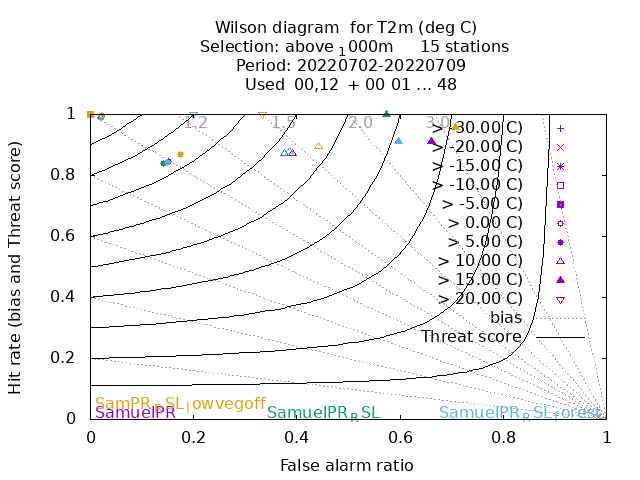 Wilson diagram  for T2m (deg C)
Selection: above 1000m     15 stations
Period: 20220702-20220709
Used  00,12  + 00 01 ... 48
Hit rate (bias and Threat score)
1
0.8
0.6
0.4
0.2
0
1.2
1.5
2.0
3.0
> -30.00 C)
> -20.00 C)
> -15.00 C)
> -10.00 C)
> -5.00 C)
> 0.00 C)
> 5.00 C)
> 10.00 C)
> 15.00 C)
> 20.00 C)
bias
Threat score
SamPRRSLlowvegoff
SamuelPR
SamuelPRRSL
SamuelPRRSLforest
0
0.2
0.4
0.6
0.8
1
False alarm ratio